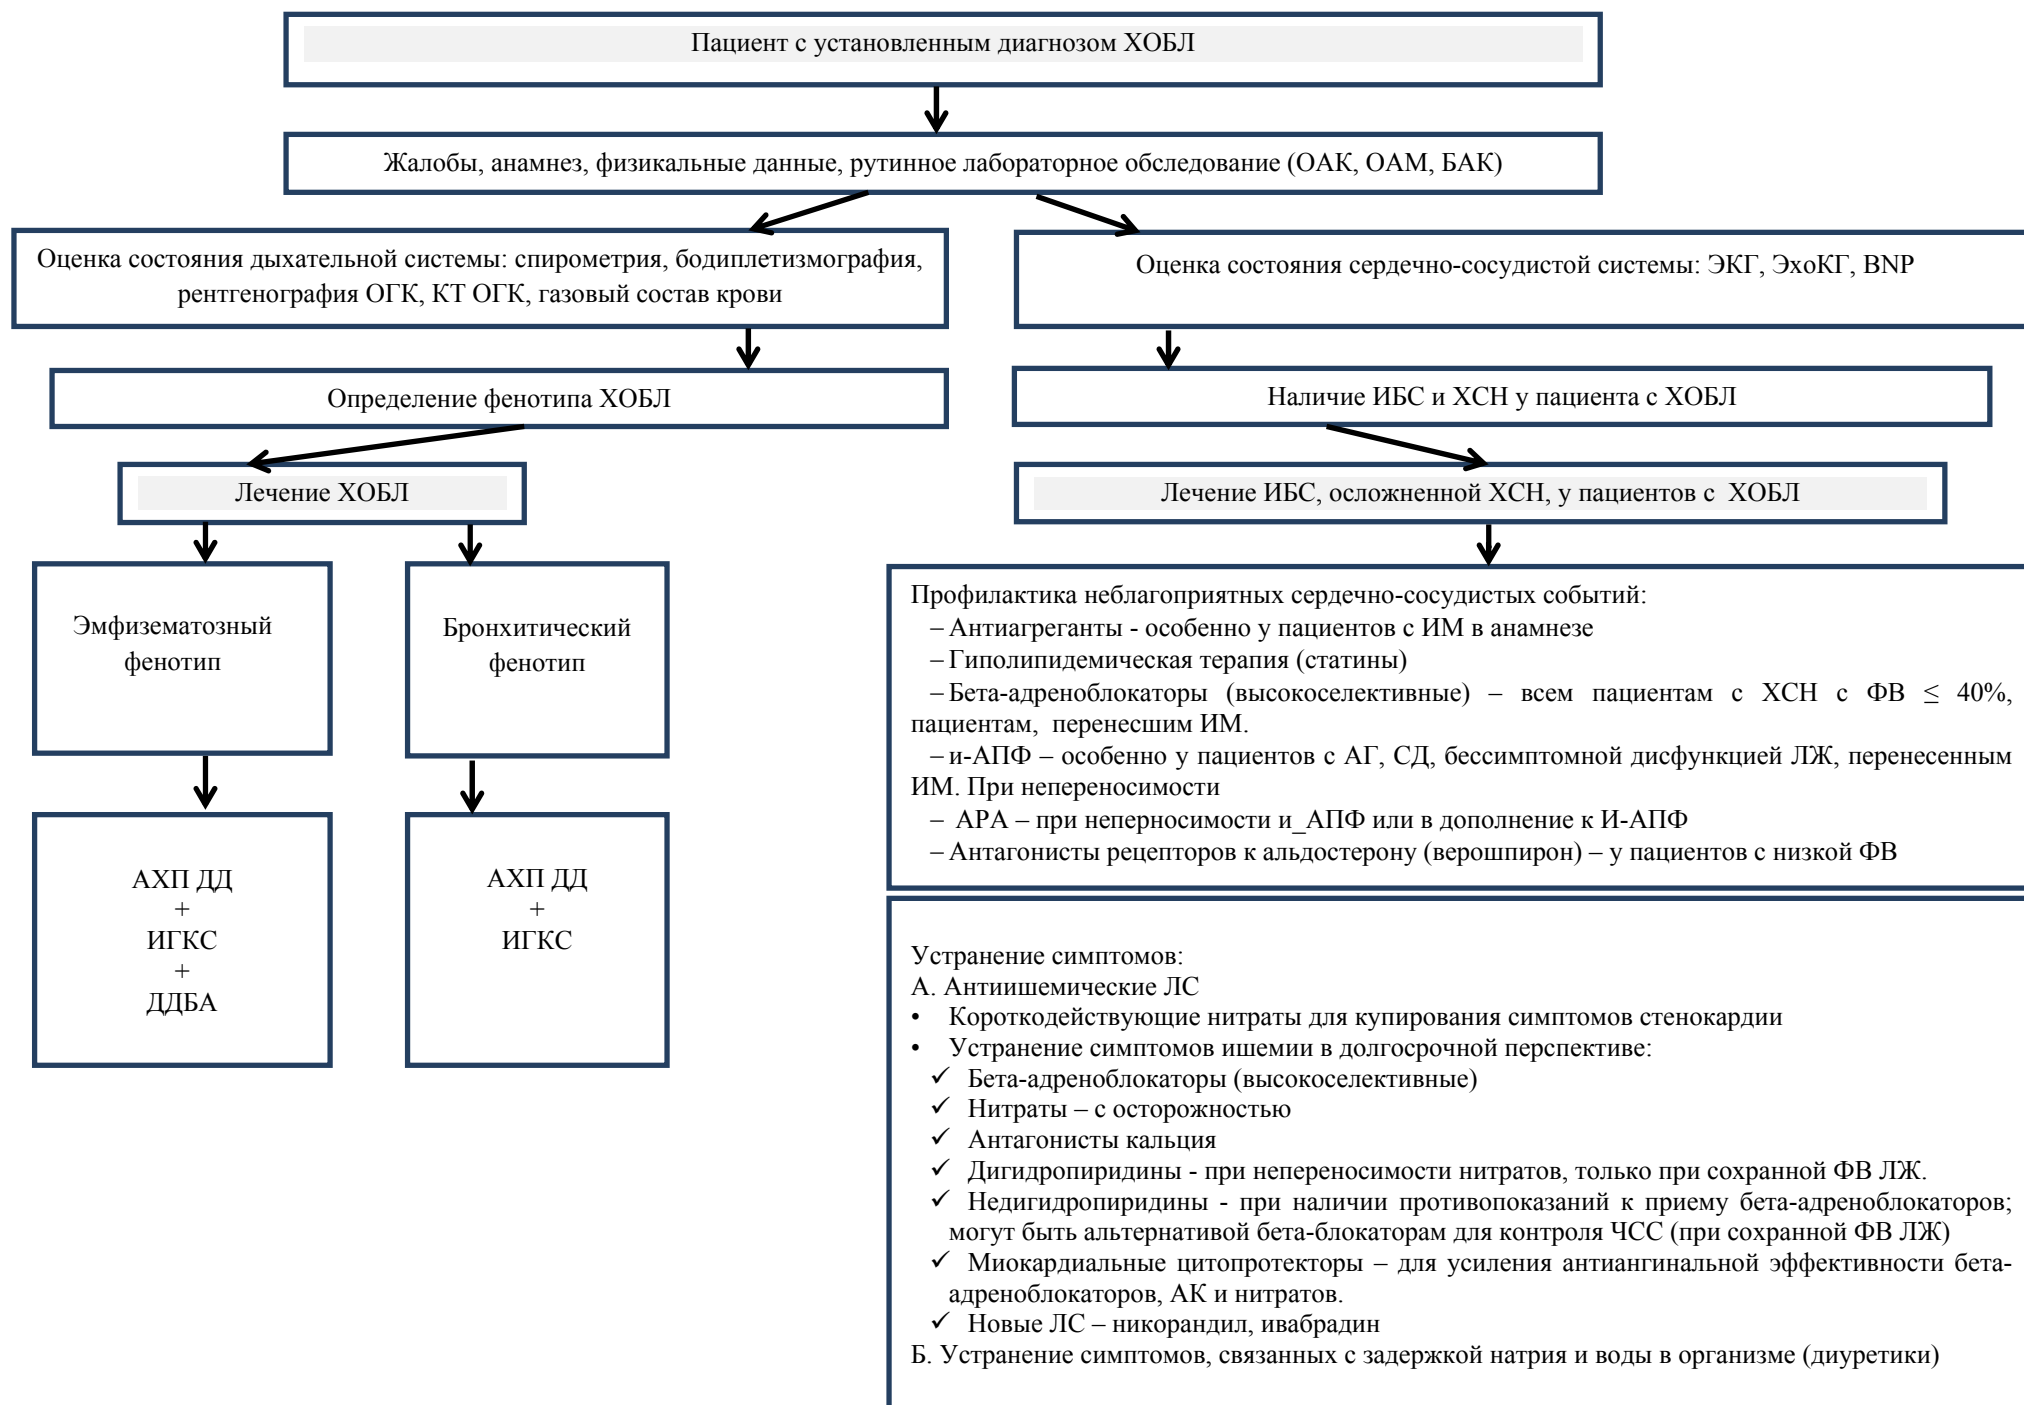 Пациент с установленным диагнозом ХОБЛ
Жалобы, анамнез, физикальные данные, рутинное лабораторное обследование (ОАК, ОАМ, БАК)
Оценка состояния дыхательной системы: спирометрия, бодиплетизмография,
рентгенография ОГК, КТ ОГК, газовый состав крови
Оценка состояния сердечно-сосудистой системы: ЭКГ, ЭхоКГ, BNP
Определение фенотипа ХОБЛ
Наличие ИБС и ХСН у пациента с ХОБЛ
Лечение ХОБЛ
Лечение ИБС, осложненной ХСН, у пациентов с ХОБЛ
Эмфизематозный
фенотип
Бронхитический
фенотип
АХП ДД
+
ИГКС
+
ДДБА
АХП ДД
+
ИГКС
Профилактика неблагоприятных сердечно-сосудистых событий:
– Антиагреганты - особенно у пациентов с ИМ в анамнезе
– Гиполипидемическая терапия (статины)
– Бета-адреноблокаторы (высокоселективные) – всем пациентам с ХСН с ФВ ≤ 40%,
пациентам, перенесшим ИМ.
– и-АПФ – особенно у пациентов с АГ, СД, бессимптомной дисфункцией ЛЖ, перенесенным
ИМ. При непереносимости
– АРА – при неперносимости и_АПФ или в дополнение к И-АПФ
– Антагонисты рецепторов к альдостерону (верошпирон) – у пациентов с низкой ФВ
Устранение симптомов:
А. Антиишемические ЛС
• Короткодействующие нитраты для купирования симптомов стенокардии
• Устранение симптомов ишемии в долгосрочной перспективе:
✓ Бета-адреноблокаторы (высокоселективные)
✓ Нитраты – с осторожностью
✓ Антагонисты кальция
✓ Дигидропиридины - при непереносимости нитратов, только при сохранной ФВ ЛЖ.
✓ Недигидропиридины - при наличии противопоказаний к приему бета-адреноблокаторов;
могут быть альтернативой бета-блокаторам для контроля ЧСС (при сохранной ФВ ЛЖ)
✓ Миокардиальные цитопротекторы – для усиления антиангинальной эффективности бета-
адреноблокаторов, АК и нитратов.
✓ Новые ЛС – никорандил, ивабрадин
Б. Устранение симптомов, связанных с задержкой натрия и воды в организме (диуретики)